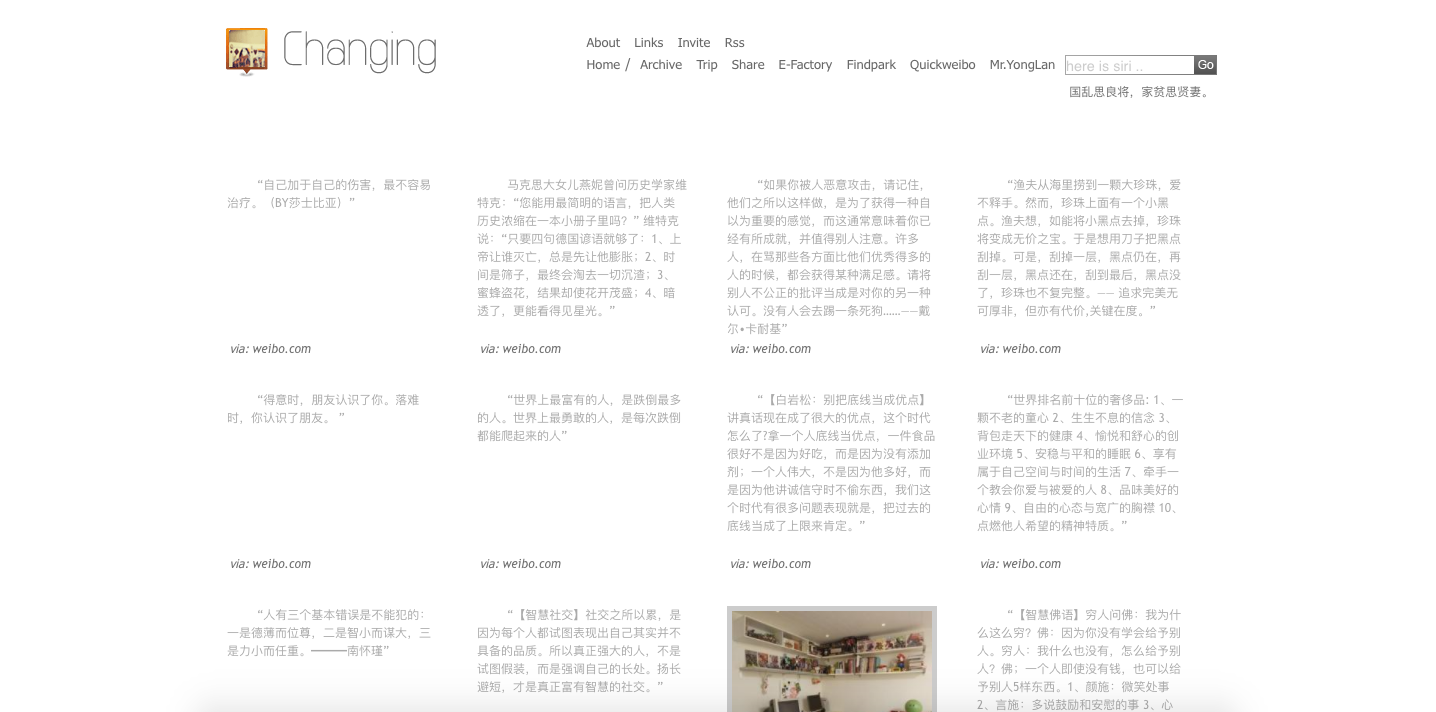 Changing
About Links Invite Rss
Home / Archive Trip Share E-Factory Findpark Quickweibo Mr.YongLan
here is siri ..
Go
国乱思良将，家贫思贤妻。
“自己加于自己的伤害，最不容易
治疗。（BY莎士比亚）”
via: weibo.com
马克思大女儿燕妮曾问历史学家维
特克：“您能用最简明的语言，把人类
历史浓缩在一本小册子里吗？” 维特克
说：“只要四句德国谚语就够了：1、上
帝让谁灭亡，总是先让他膨胀；2、时
间是筛子，最终会淘去一切沉渣；3、
蜜蜂盗花，结果却使花开茂盛；4、暗
透了，更能看得见星光。”
via: weibo.com
“如果你被人恶意攻击，请记住，
他们之所以这样做，是为了获得一种自
以为重要的感觉，而这通常意味着你已
经有所成就，并值得别人注意。许多
人，在骂那些各方面比他们优秀得多的
人的时候，都会获得某种满足感。请将
别人不公正的批评当成是对你的另一种
认可。没有人会去踢一条死狗......——戴
尔•卡耐基”
via: weibo.com
“渔夫从海里捞到一颗大珍珠，爱
不释手。然而，珍珠上面有一个小黑
点。渔夫想，如能将小黑点去掉，珍珠
将变成无价之宝。于是想用刀子把黑点
刮掉。可是，刮掉一层，黑点仍在，再
刮一层，黑点还在，刮到最后，黑点没
了，珍珠也不复完整。—— 追求完美无
可厚非，但亦有代价,关键在度。”
via: weibo.com
“得意时，朋友认识了你。落难
时，你认识了朋友。 ”
via: weibo.com
“世界上最富有的人，是跌倒最多
的人。世界上最勇敢的人，是每次跌倒
都能爬起来的人”
via: weibo.com
“【白岩松：别把底线当成优点】
讲真话现在成了很大的优点，这个时代
怎么了?拿一个人底线当优点，一件食品
很好不是因为好吃，而是因为没有添加
剂；一个人伟大，不是因为他多好，而
是因为他讲诚信守时不偷东西，我们这
个时代有很多问题表现就是，把过去的
底线当成了上限来肯定。”
via: weibo.com
“世界排名前十位的奢侈品: 1、一
颗不老的童心 2、生生不息的信念 3、
背包走天下的健康 4、愉悦和舒心的创
业环境 5、安稳与平和的睡眠 6、享有
属于自己空间与时间的生活 7、牵手一
个教会你爱与被爱的人 8、品味美好的
心情 9、自由的心态与宽广的胸襟 10、
点燃他人希望的精神特质。”
via: weibo.com
“人有三个基本错误是不能犯的：
一是德薄而位尊，二是智小而谋大，三
是力小而任重。━━━南怀瑾”
“【智慧社交】社交之所以累，是
因为每个人都试图表现出自己其实并不
具备的品质。所以真正强大的人，不是
试图假装，而是强调自己的长处。扬长
避短，才是真正富有智慧的社交。”
“【智慧佛语】穷人问佛：我为什
么这么穷？佛：因为你没有学会给予别
人。穷人：我什么也没有，怎么给予别
人？佛；一个人即使没有钱，也可以给
予别人5样东西。1、颜施：微笑处事
2、言施：多说鼓励和安慰的事 3、心